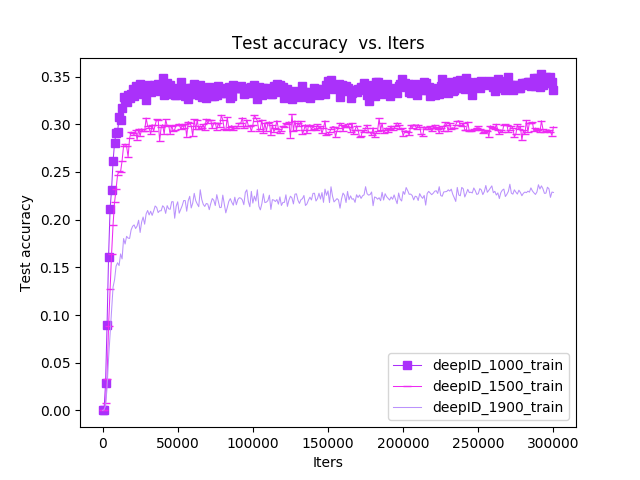 Test accuracy  vs. Iters
Test accuracy
0.35
0.30
0.25
0.20
0.15
0.10
0.05
0.00
0 50000 100000 150000 200000 250000 300000
Iters
deepID_1000_train
deepID_1500_train
deepID_1900_train